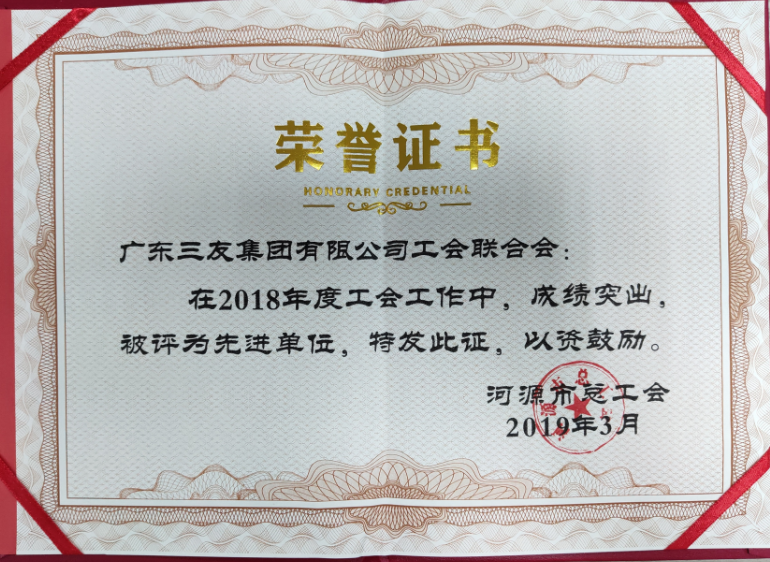 荣誉证书
HONORARY CREDENTIAL
广东三友集团有限公司工会联合会：
在2018年度工会工作中，成绩突出，
被评为先进单位，特发此证，以资鼓励。
河源市总工会
2019年3月